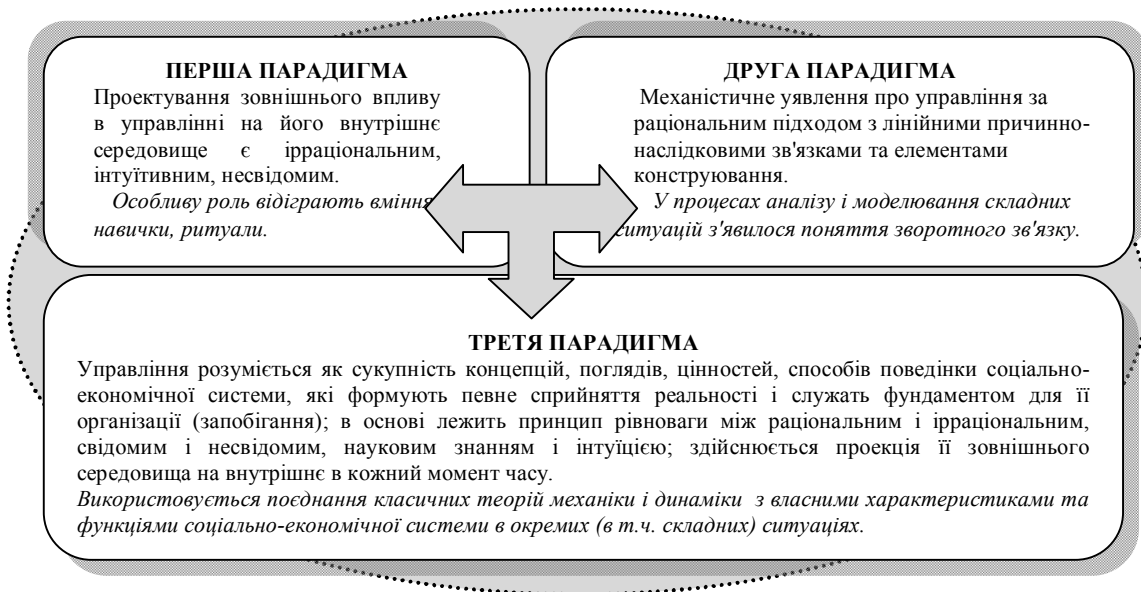 ПЕРША ПАРАДИГМА
Проектування зовнішнього впливу
в управлінні на його внутрішнє
середовище є ірраціональним,
інтуїтивним, несвідомим.
Особливу роль відіграють вміння
навички, ритуали.
ДРУГА ПАРАДИГМА
Механістичне уявлення про управління за
раціональним підходом з лінійними причинно-
наслідковими зв'язками та елементами
конструювання.
У процесах аналізу і моделювання складних
ситуацій з'явилося поняття зворотного зв'язку.
ТРЕТЯ ПАРАДИГМА
Управління розуміється як сукупність концепцій, поглядів, цінностей, способів поведінки соціально-
економічної системи, які формують певне сприйняття реальності і служать фундаментом для її
організації (запобігання); в основі лежить принцип рівноваги між раціональним і ірраціональним,
свідомим і несвідомим, науковим знанням і інтуїцією; здійснюється проекція її зовнішнього
середовища на внутрішнє в кожний момент часу.
Використовується поєднання класичних теорій механіки і динаміки з власними характеристиками та
функціями соціально-економічної системи в окремих (в т.ч. складних) ситуаціях.